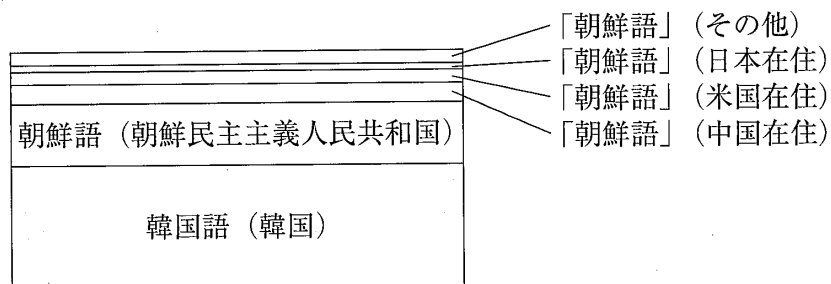 「朝鮮語」（その他）
「朝鮮語」（日本在住）
「朝鮮語」（米国在住）
「朝鮮語」（中国在住）
朝鮮語（朝鮮民主主義人民共和国）
韓国語（韓国）